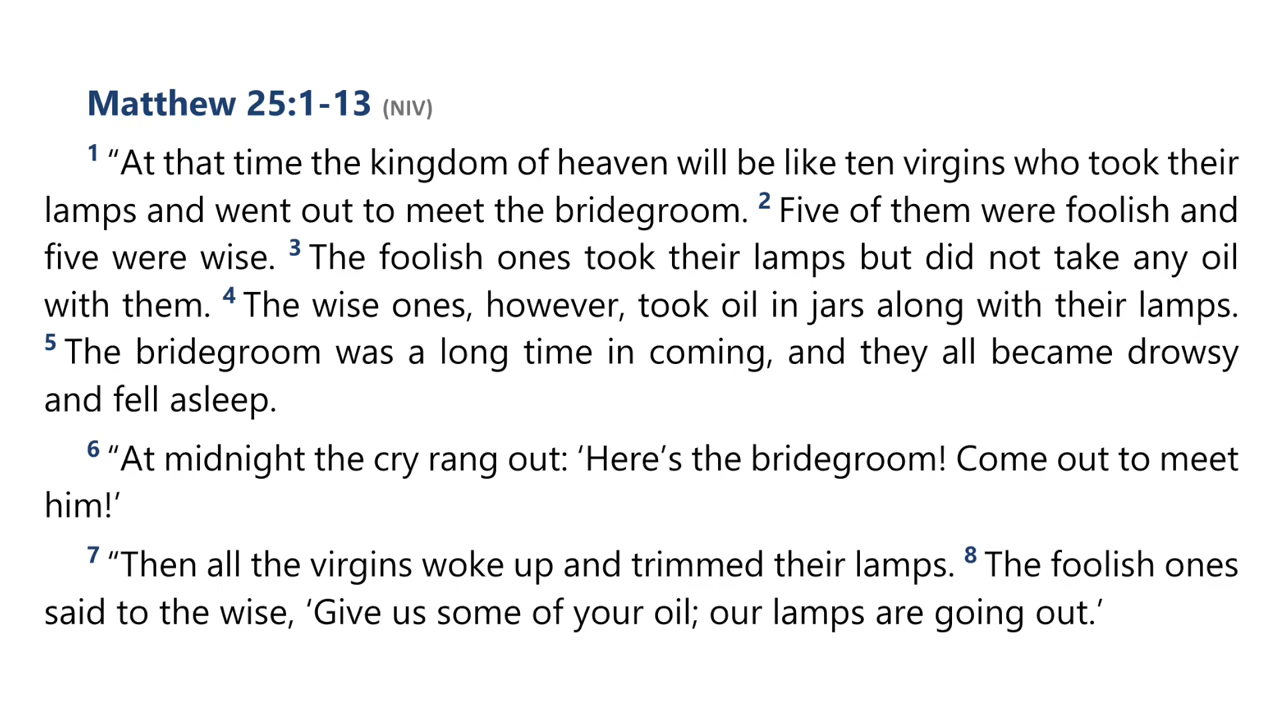 Matthew 25:1-13 (NIV)
1 “At that time the kingdom of heaven will be like ten virgins who took their
lamps and went out to meet the bridegroom. 2 Five of them were foolish and
five were wise. 3 The foolish ones took their lamps but did not take any oil
with them. 4 The wise ones, however, took oil in jars along with their lamps.
5 The bridegroom was a long time in coming, and they all became drowsy
and fell asleep.
6 “At midnight the cry rang out: ‘Here’s the bridegroom! Come out to meet
him!’
7 “Then all the virgins woke up and trimmed their lamps. 8 The foolish ones
said to the wise, ‘Give us some of your oil; our lamps are going out.’